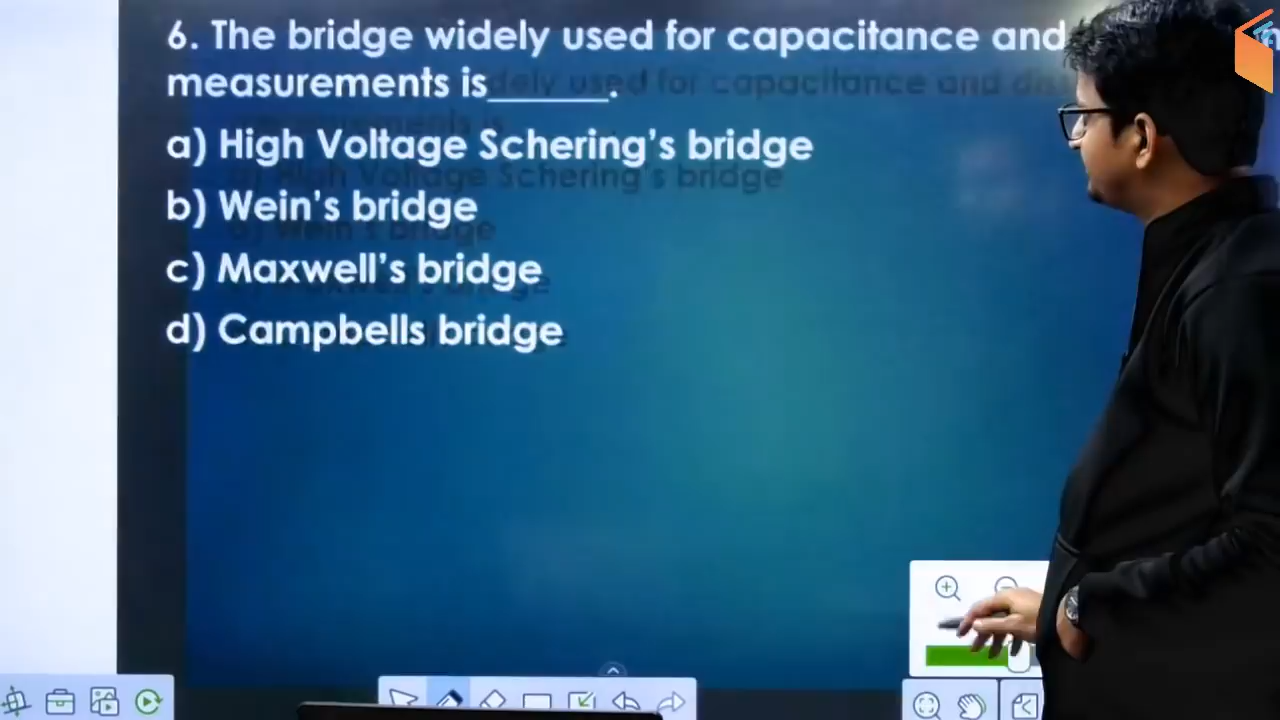 6. The bridge widely used for capacitance and
measurements is______.
a) High Voltage Schering's bridge
b) Wein's bridge
c) Maxwell's bridge
d) Campbells bridge